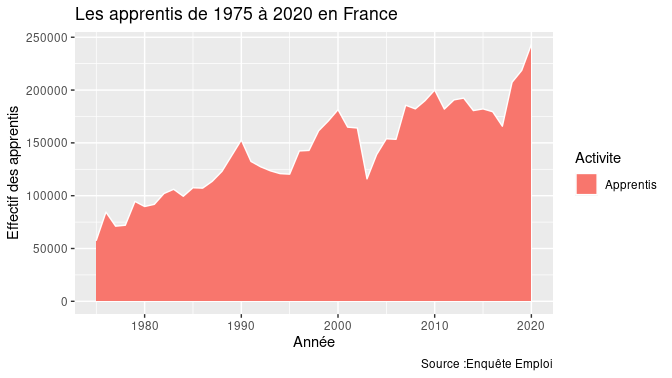 Les apprentis de 1975 à 2020 en France
250000
200000
150000
100000
50000
0
Effectif des apprentis
1980 1990 2000 2010 2020
Année
Activite
Apprentis
Source :Enquête Emploi